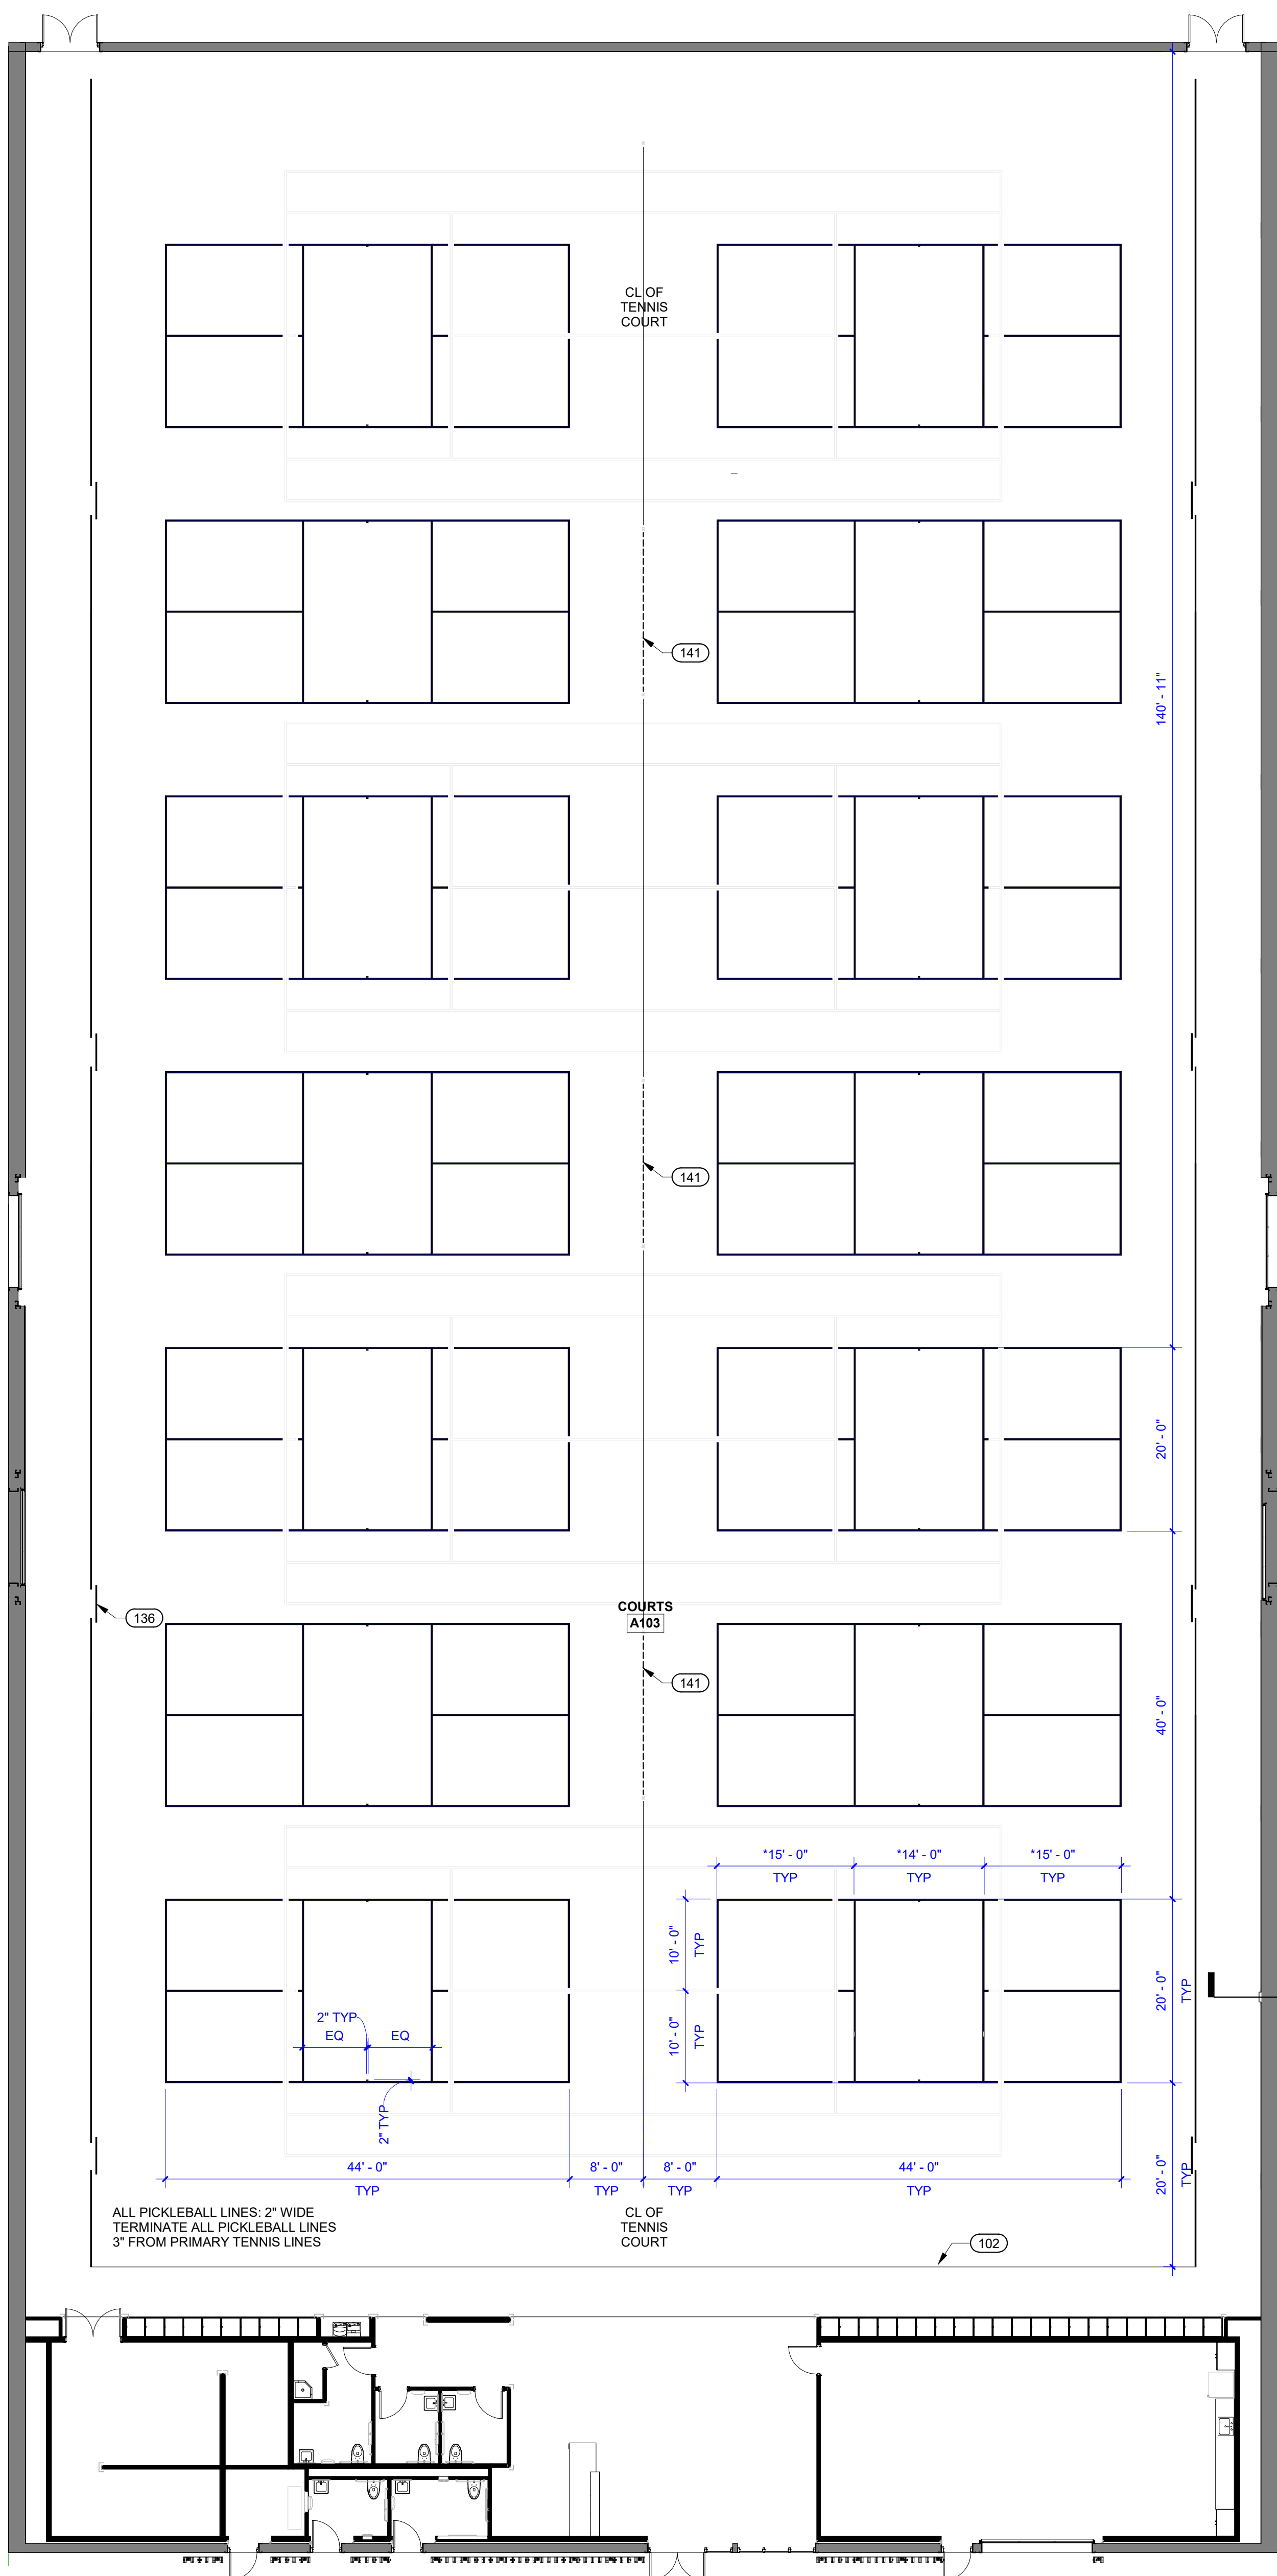 CL OF
TENNIS
COURT
141
140' - 11"
141
20' - 0"
COURTS
A103
136
141
40' - 0"
*15' - 0" *14' - 0" *15' - 0"
TYP TYP TYP
10' - 0"
TYP
20' - 0"
TYP
2" TYP
EQ EQ
10' - 0"
TYP
2" TYP
44' - 0" 8' - 0" 8' - 0" 44' - 0"
TYP TYP TYP TYP
20' - 0"
TYP
ALL PICKLEBALL LINES: 2" WIDE
TERMINATE ALL PICKLEBALL LINES
3" FROM PRIMARY TENNIS LINES
CL OF
TENNIS
COURT
102